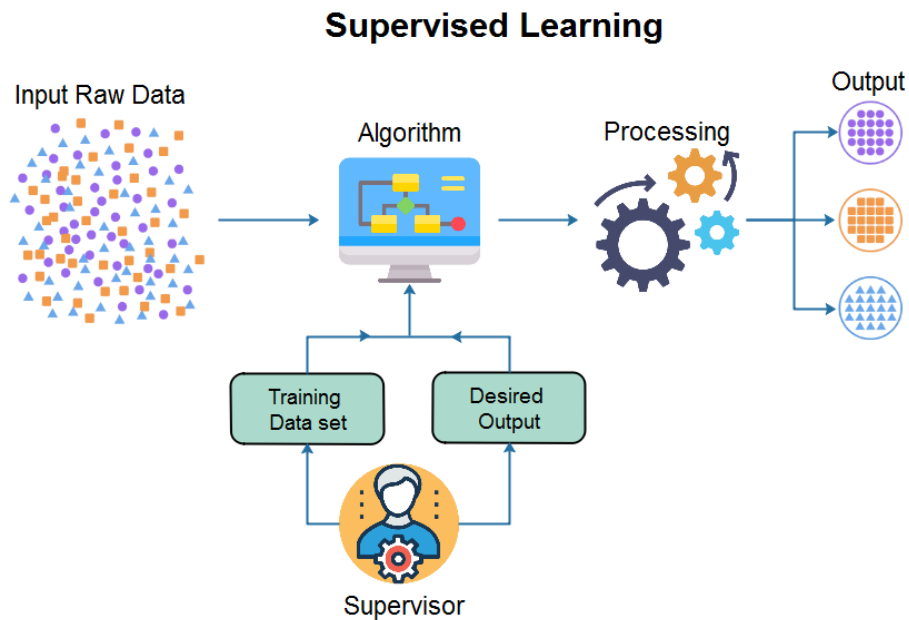 Supervised Learning
Input Raw Data
Algorithm
Processing
Output
Training
Data set
Desired
Output
Supervisor